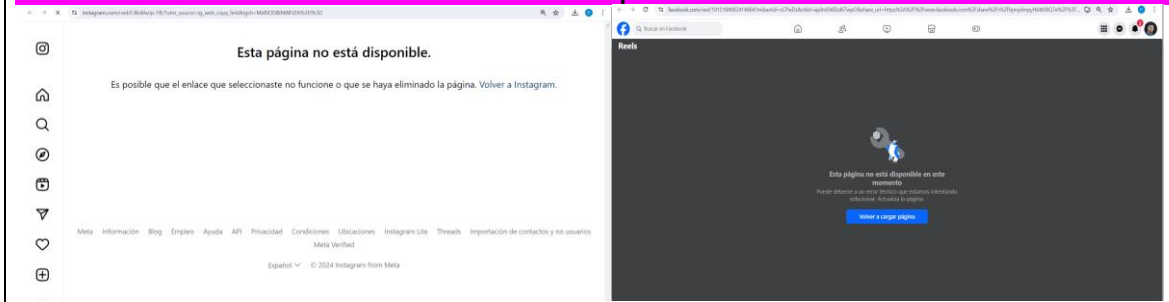 Esta página no está disponible.
Es posible que el enlace que seleccionaste no funcione o que se haya eliminado la página. Volver a Instagram.
Meta Información Blog Empleo Ayuda API Privacidad Condiciones Ubicaciones Instagram Lite Threads Importación de contactos y no usuarios
Meta Verified
Español © 2024 Instagram from Meta
Buscar en Facebook
Reels
Esta página no está disponible en este
momento
Puede deberse a un error técnico que estamos intentando
solucionar. Actualiza la página.
Volver a cargar página